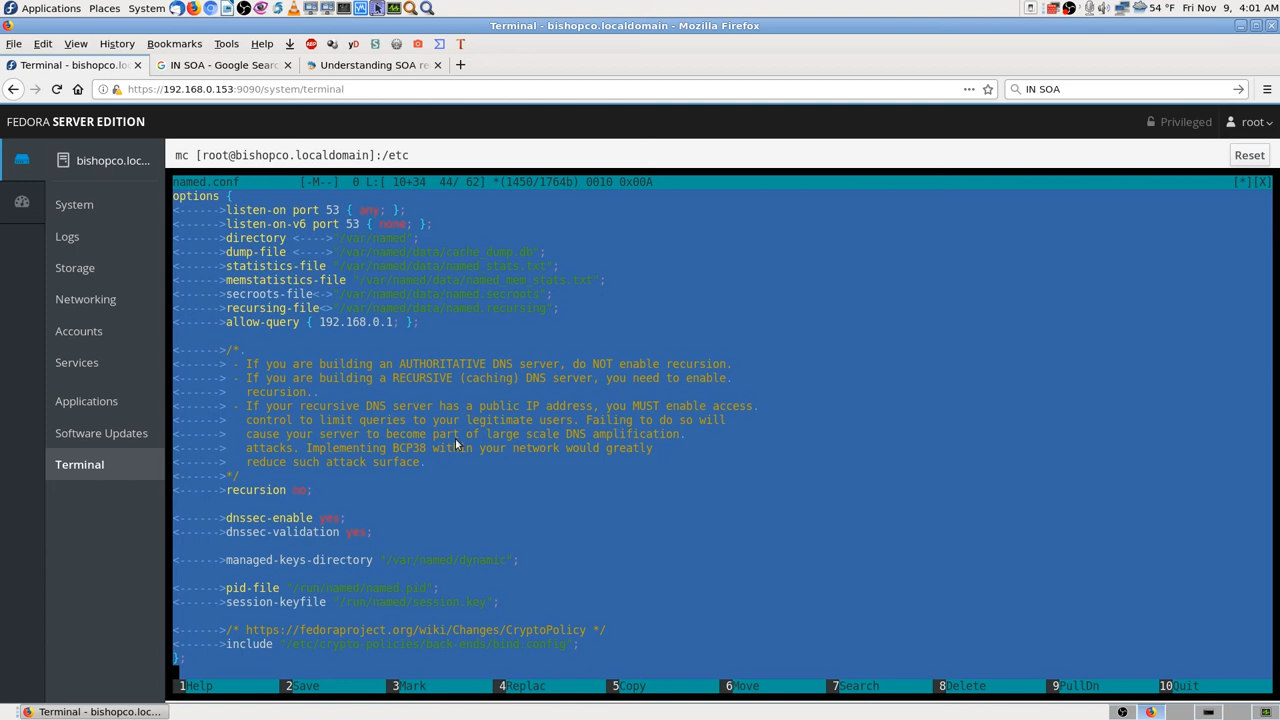 Applications Places System 54 °F Fri Nov 9, 4:01 AM
Terminal - bishopco.localdomain - Mozilla Firefox
File Edit View History Bookmarks Tools Help
Terminal - bishopco.lo IN SOA - Google Sear Understanding SOA re
https://192.168.0.153:9090/system/terminal IN SOA
FEDORA SERVER EDITION Privileged root
bishopco.loc... mc [root@bishopco.localdomain]:/etc Reset
System
Logs
Storage
Networking
Accounts
Services
Applications
Software Updates
Terminal
named.conf [-M--] 0 L:[ 10+34 44/ 62] *(1450/1764b) 0010 0x00A [*][X]
options {
<------>listen-on port 53 { any; };
<------>listen-on-v6 port 53 { none; };
<------>directory <---->"/var/named";
<------>dump-file <---->"/var/named/data/cache_dump.db";
<------>statistics-file "/var/named/data/named_stats.txt";
<------>memstatistics-file "/var/named/data/named_mem_stats.txt";
<------>secroots-file<->"/var/named/data/named.secroots";
<------>recursing-file<>"/var/named/data/named.recursing";
<------>allow-query { 192.168.0.1; };
<------>/*.
<------> - If you are building an AUTHORITATIVE DNS server, do NOT enable recursion.
<------> - If you are building a RECURSIVE (caching) DNS server, you need to enable.
<------>   recursion..
<------> - If your recursive DNS server has a public IP address, you MUST enable access.
<------>   control to limit queries to your legitimate users. Failing to do so will
<------>   cause your server to become part of large scale DNS amplification.
<------>   attacks. Implementing BCP38 within your network would greatly
<------>   reduce such attack surface.
<------>*/
<------>recursion no;
<------>dnssec-enable yes;
<------>dnssec-validation yes;
<------>managed-keys-directory "/var/named/dynamic";
<------>pid-file "/run/named/named.pid";
<------>session-keyfile "/run/named/session.key";
<------>/* https://fedoraproject.org/wiki/Changes/CryptoPolicy */
<------>include "/etc/crypto-policies/back-ends/bind.config";
};
1Help 2Save 3Mark 4Replac 5Copy 6Move 7Search 8Delete 9PullDn 10Quit
Terminal - bishopco.loc...